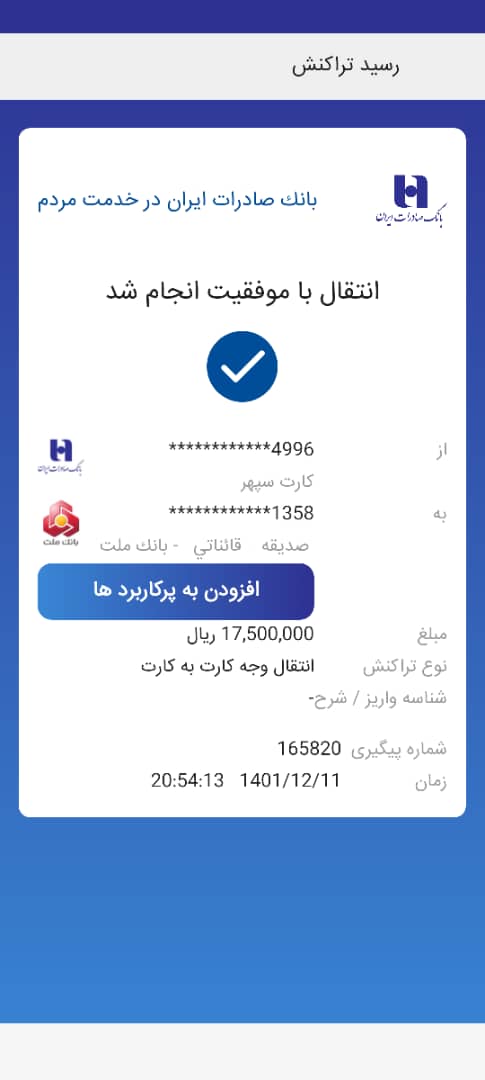 رسید تراکنش
بانك صادرات ایران در خدمت مردم
بانک صادرات ایران
انتقال با موفقیت انجام شد
از
************4996
بانک صادرات ایران
کارت سپهر
به
************1358
بانک ملت
صدیقه قائناتي - بانك ملت
افزودن به پرکاربرد ها
مبلغ 17,500,000 ریال
نوع تراکنش انتقال وجه کارت به کارت
شناسه واریز / شرح-
شماره پیگیری 165820
زمان 1401/12/11 20:54:13